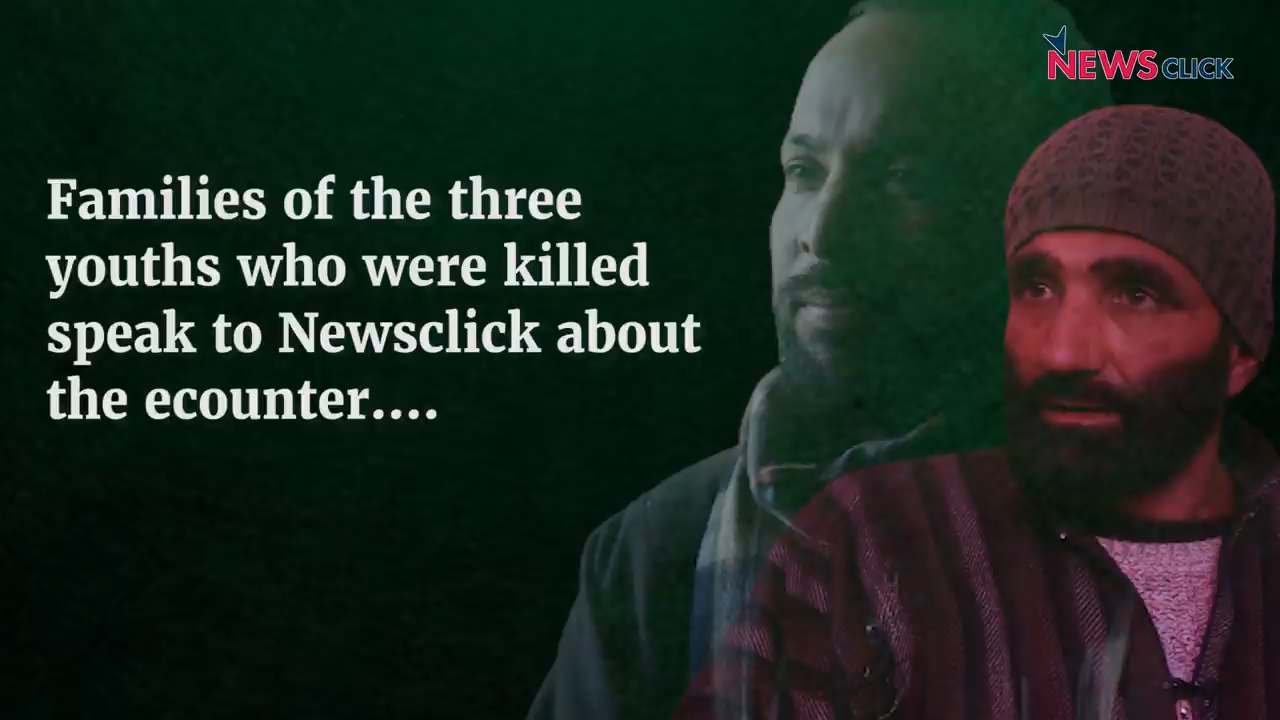 NEWSCLICK
Families of the three
youths who were killed
speak to Newsclick about
the ecounter....